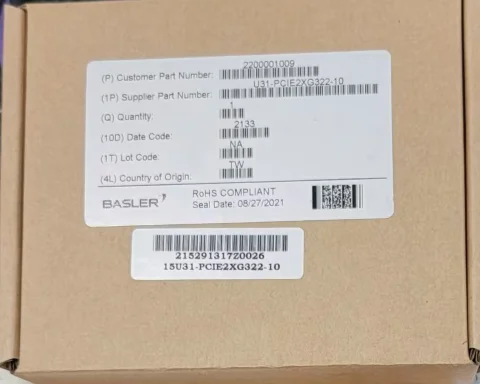 2200001009
(P) Customer Part Number:
U31-PCIE2XG322-10
(1P) Supplier Part Number:
1
(Q) Quantity:
2133
(10D) Date Code:
NA
(1T) Lot Code:
TW
(4L) Country of Origin:
BASLER
RoHS COMPLIANT
Seal Date: 08/27/2021
215291317Z0026
15U31-PCIE2XG322-10